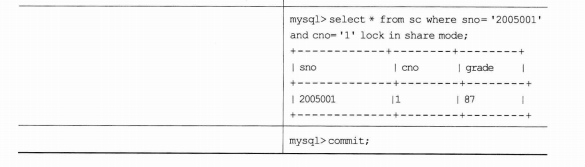 mysql>select * from sc where sno= '2005001'
and cno= '1' lock in share mode;
+-------------+--------+--------+
| sno | cno | grade |
+-------------+--------+--------+
| 2005001 |1 | 87 |
+-------------+--------+--------+
mysql>commit;